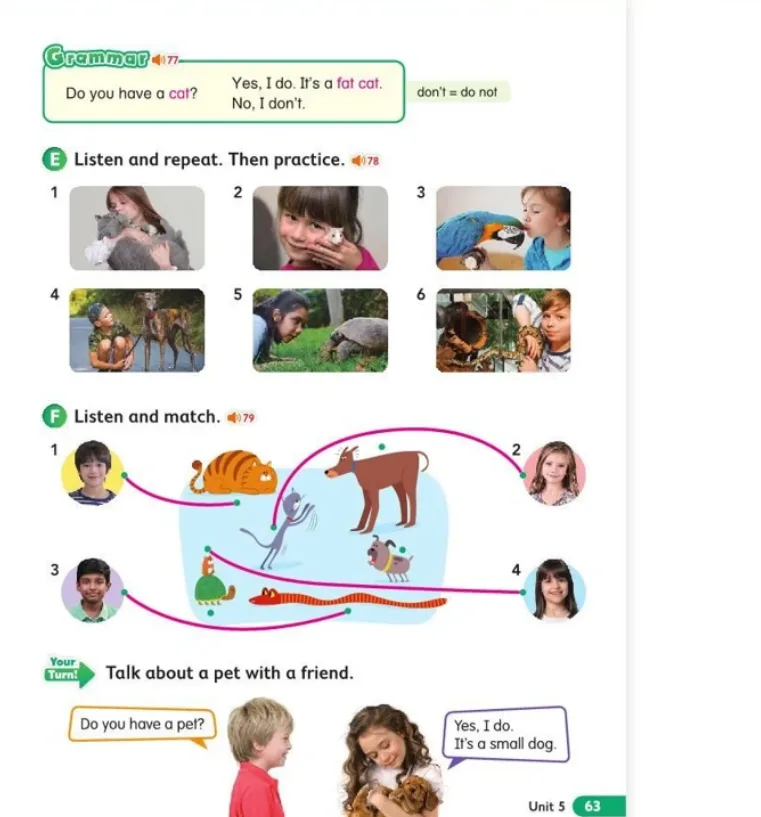 Grammar 77
Do you have a cat?
Yes, I do. It's a fat cat.
No, I don't.
don't = do not
E Listen and repeat. Then practice. 78
1
2
3
4
5
6
F Listen and match. 79
1
2
3
4
Your Turn! Talk about a pet with a friend.
Do you have a pet?
Yes, I do.
It's a small dog.
Unit 5 63